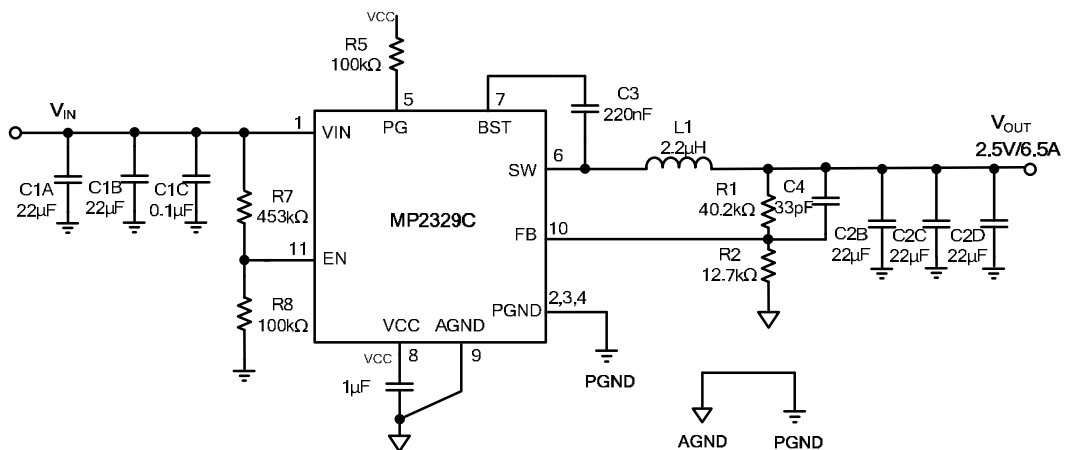 VCC
R5
100kΩ
5
7
C3
220nF
VIN
1
VIN
PG
BST
L1
2.2μH
VOUT
2.5V/6.5A
6
SW
C1A
22μF
C1B
22μF
C1C
0.1μF
R7
453kΩ
MP2329C
R1
40.2kΩ
C4
33pF
FB
10
C2B
22μF
C2C
22μF
C2D
22μF
11
EN
R2
12.7kΩ
R8
100kΩ
2,3,4
PGND
VCC
AGND
VCC
8
9
1μF
PGND
AGND
PGND